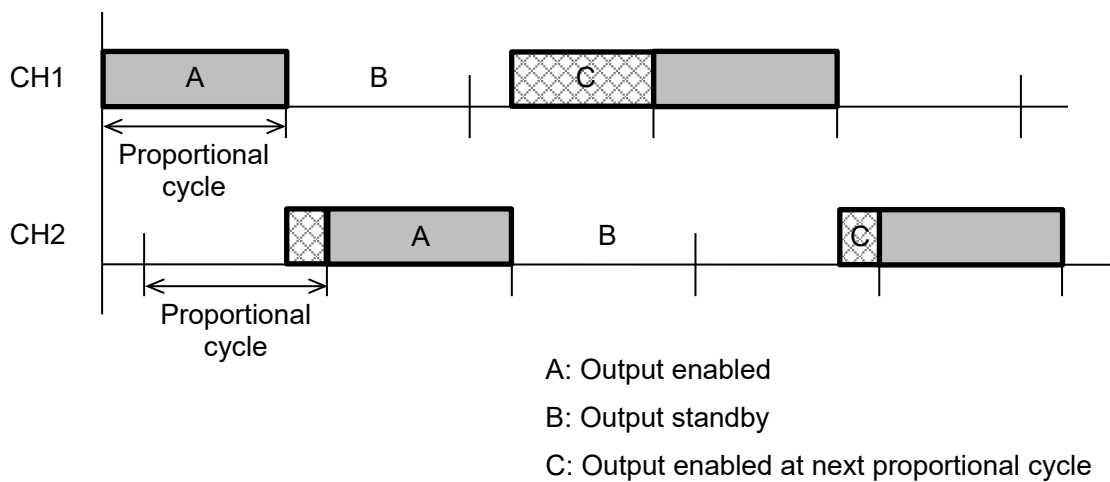 CH1
A
B
C
Proportional
cycle
CH2
A
B
C
Proportional
cycle
A: Output enabled
B: Output standby
C: Output enabled at next proportional cycle